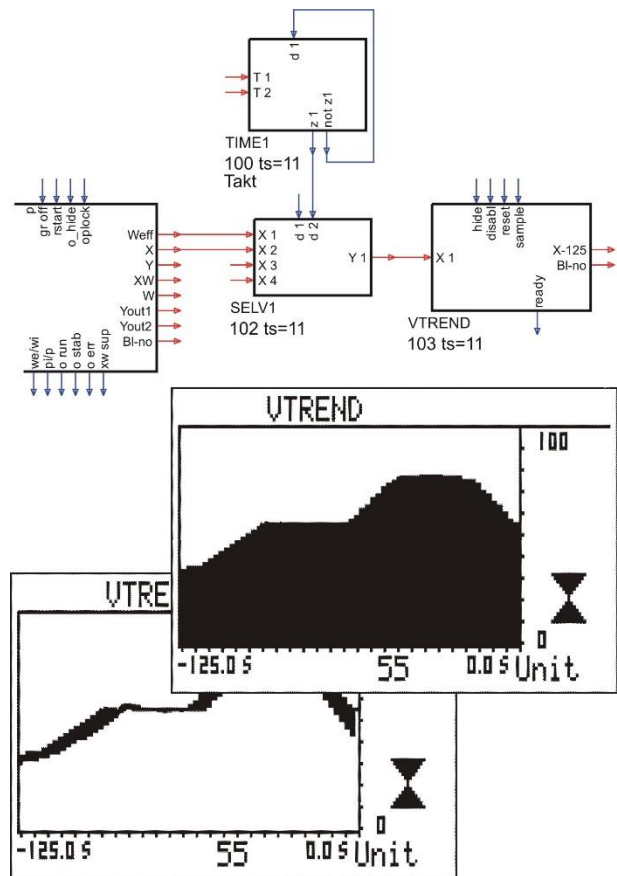 d 1
T 1
T 2
z 1
not z1
TIME1
100 ts=11
Takt
p
gr off
rstart
o_hide
oplock
Weff
X
Y
XW
W
Yout1
Yout2
Bl-no
we/wi
pi/p
o run
o stab
o err
xw sup
d 1
d 2
X 1
X 2
X 3
X 4
Y 1
SELV1
102 ts=11
hide
disabl
reset
sample
X 1
X-125
Bl-no
ready
VTREND
103 ts=11
VTREND
100
0
-125.0 S 55 0.0 S Unit
VTRE
0
-125.0 S 55 0.0 S Unit